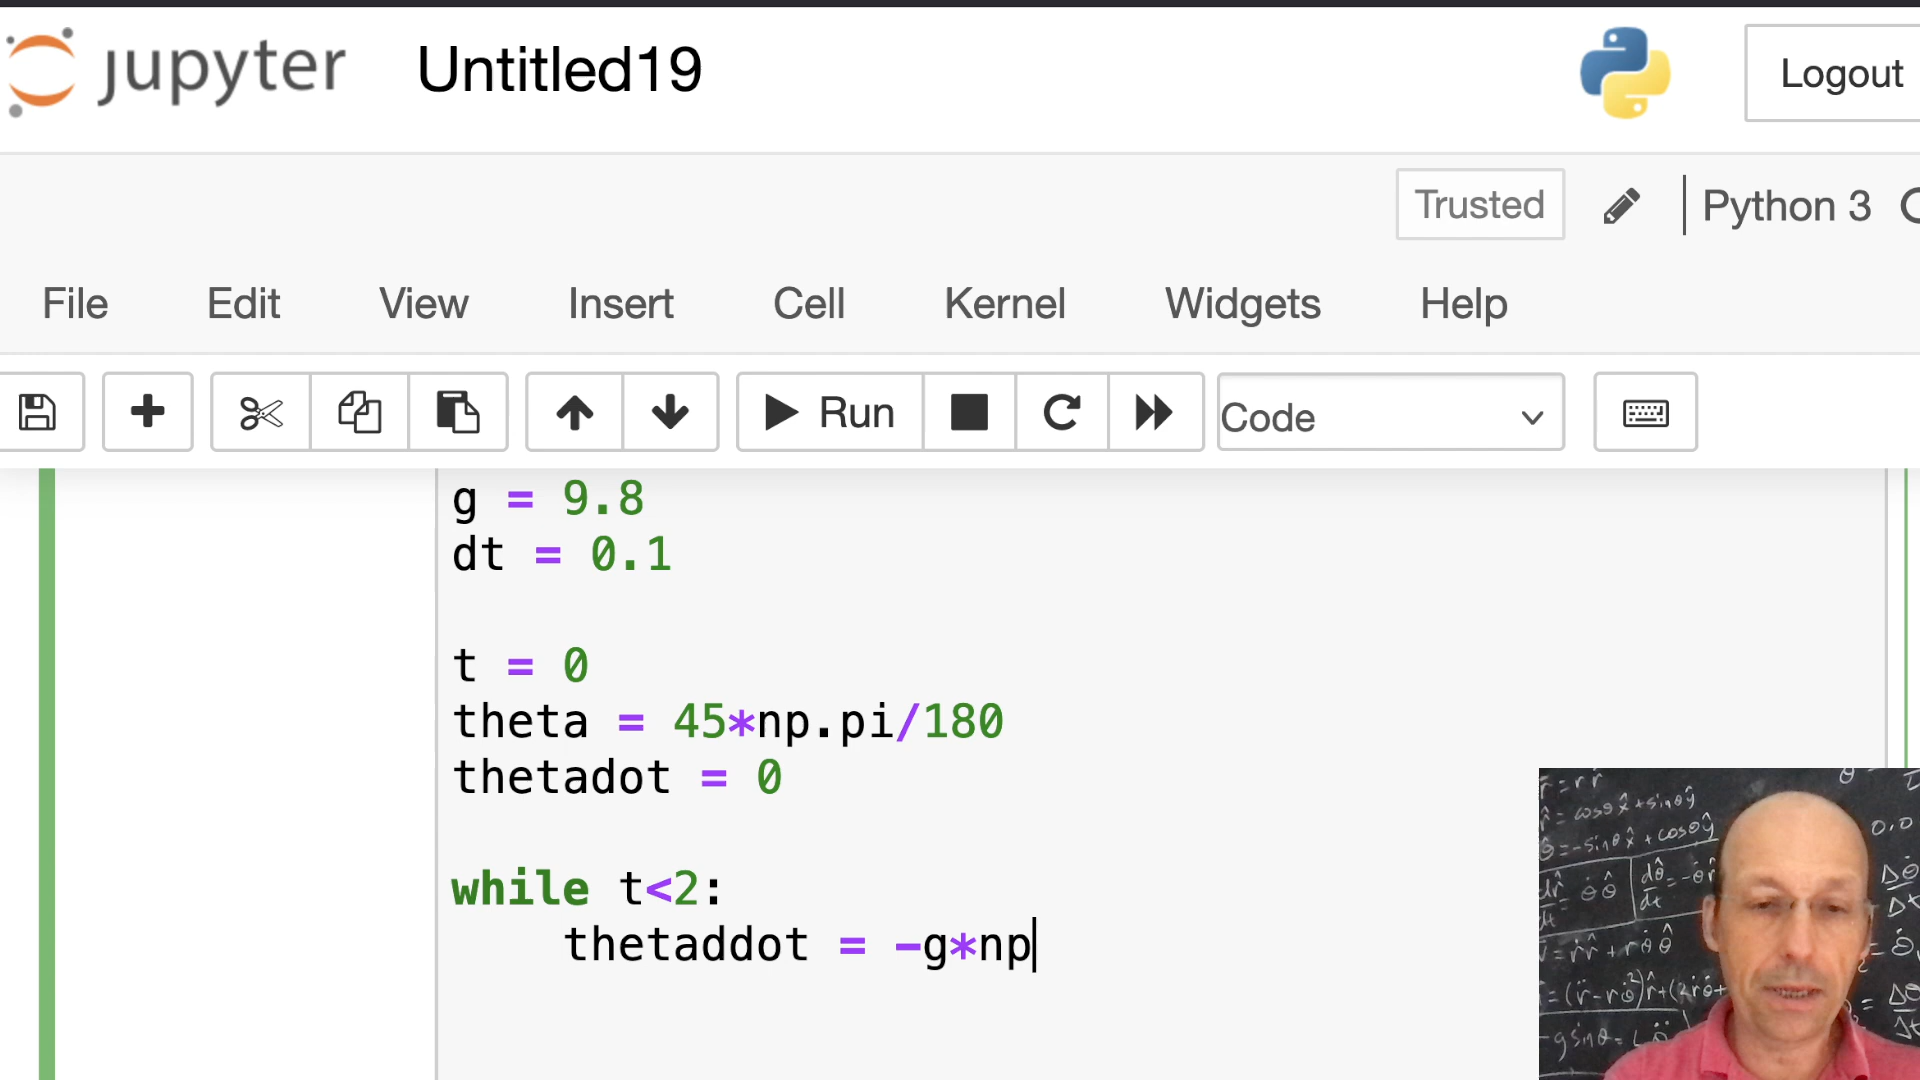 jupyter Untitled19
Logout
Trusted
Python 3
File Edit View Insert Cell Kernel Widgets Help
Run
Code
g = 9.8
dt = 0.1
t = 0
theta = 45*np.pi/180
thetadot = 0
while t<2:
thetaddot = -g*np